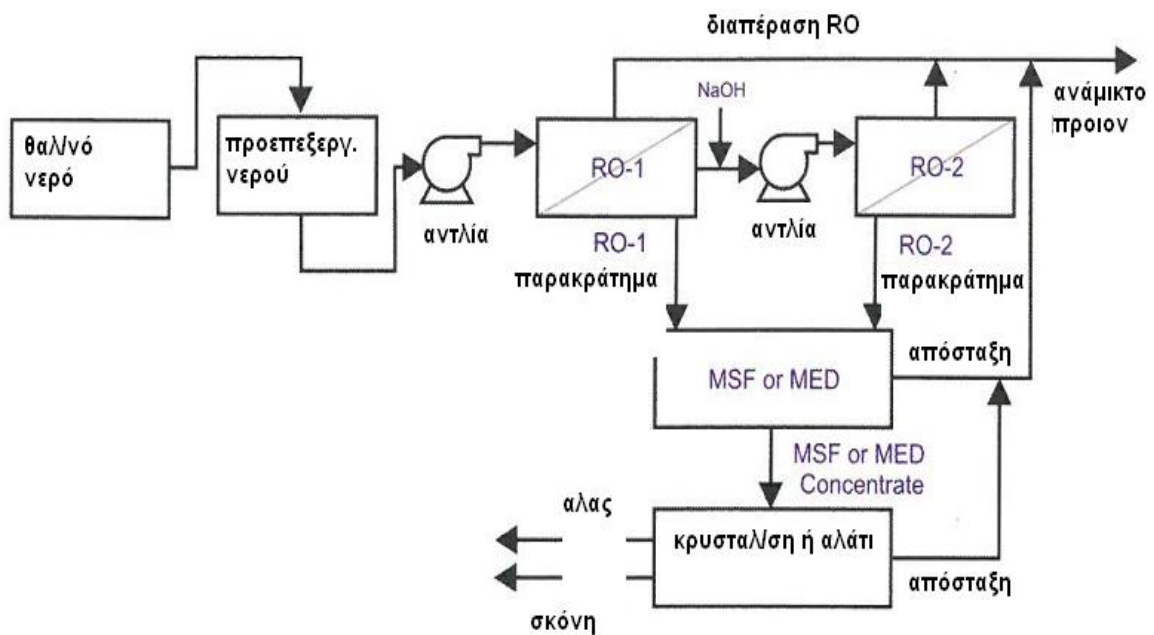 διαπέραση RO
NaOH
ανάμικτο
προιον
θαλ/νό
νερό
προεπεξεργ.
νερού
RO-1
RO-2
αντλία
αντλία
RO-1
παρακράτημα
RO-2
παρακράτημα
MSF or MED
απόσταξη
MSF or MED
Concentrate
αλας
κρυσταλ/ση ή αλάτι
απόσταξη
σκόνη